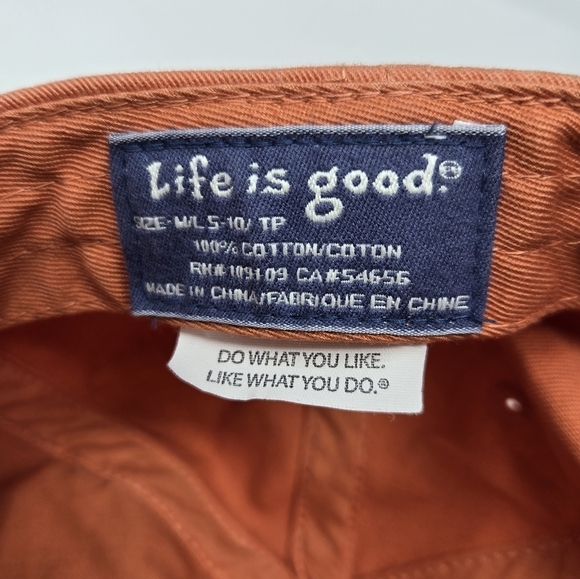 Life is good.®
SIZE-M/L 5-10/ TP
100% COTTON/COTON
RN#109109 CA#54656
MADE IN CHINA/FABRIQUE EN CHINE
DO WHAT YOU LIKE.
LIKE WHAT YOU DO.®